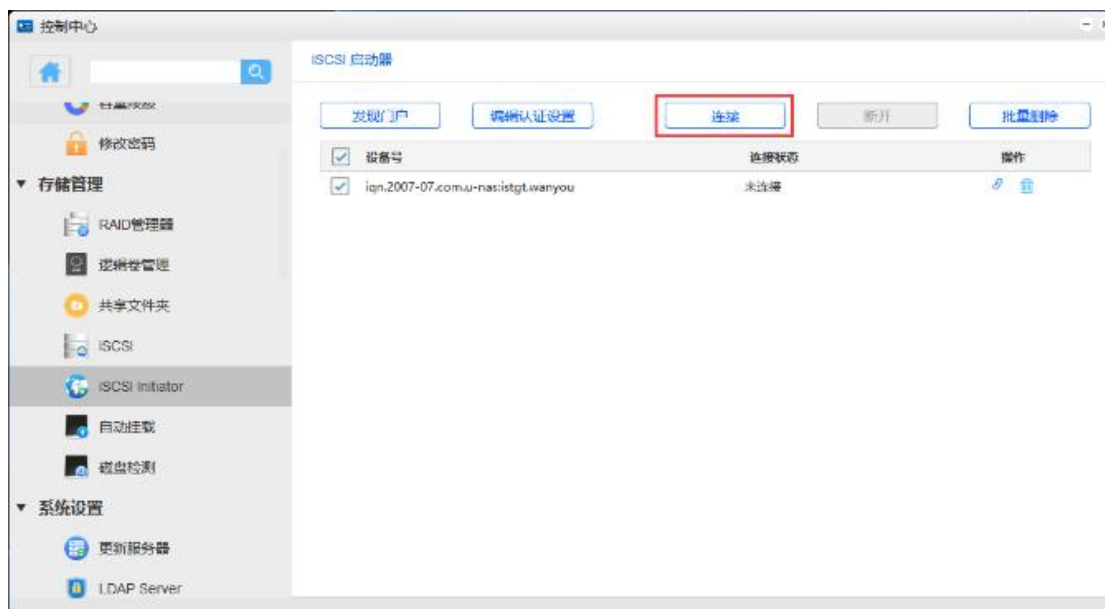 控制中心
iSCSI 启动器
发现门户
编辑认证设置
连接
断开
批量删除
设备号
连接状态
操作
iqn.2007-07.com.u-nas:istgt.wanyou
未连接
修改密码
存储管理
RAID管理器
逻辑卷管理
共享文件夹
iSCSI
iSCSI Initiator
自动挂载
磁盘检测
系统设置
更新服务器
LDAP Server